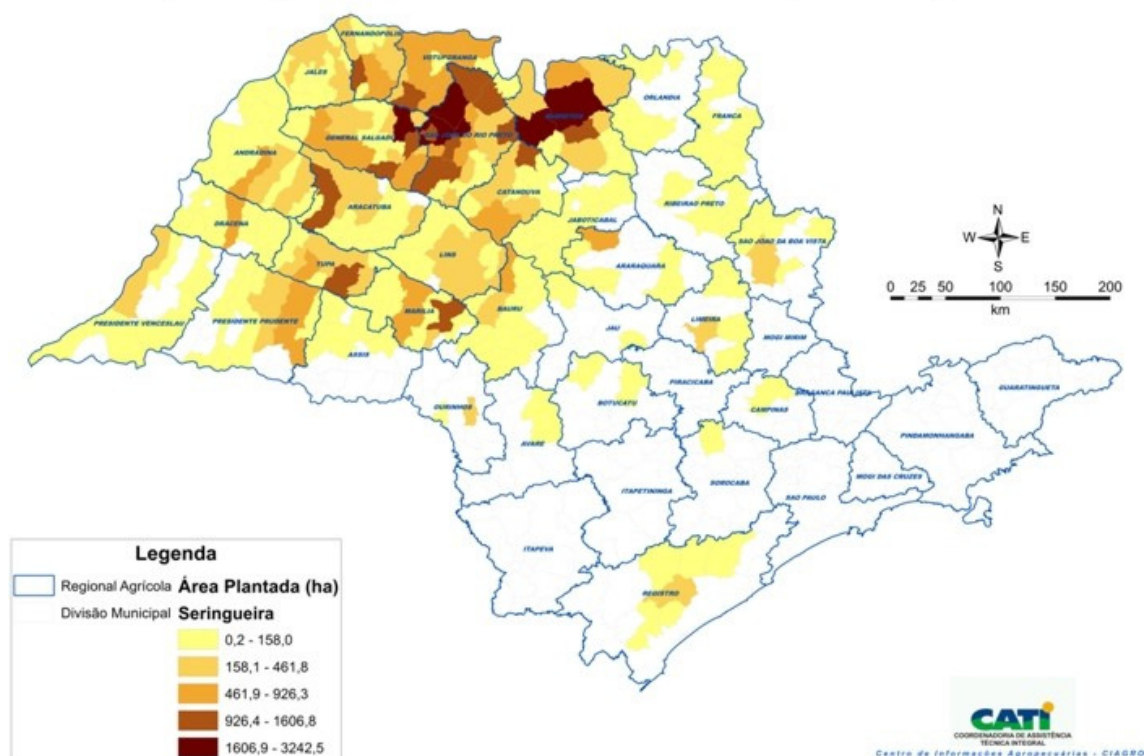 FERNANDOPOLIS
VOTUPORANGA
JALES
ORLANDIA
BARRETOS
FRANCA
GENERAL SALGADO
SAO JOSE DO RIO PRETO
ANDRADINA
CATANDUVA
RIBEIRAO PRETO
ARACATUBA
DRACENA
JABOTICABAL
N
W E
S
SAO JOAO DA BOA VISTA
LINS
TUPA
ARARAQUARA
0 25 50 100 150 200
km
BAURU
MARILIA
PRESIDENTE VENCESLAU
PRESIDENTE PRUDENTE
LIMEIRA
JAU
MOGI MIRIM
ASSIS
PIRACICABA
GUARATINGUETA
BRAGANCA PAULISTA
BOTUCATU
OURINHOS
CAMPINAS
PINDAMONHANGABA
AVARE
MOGI DAS CRUZES
SOROCABA
ITAPETININGA
SAO PAULO
ITAPEVA
REGISTRO
Legenda
Regional Agrícola
Divisão Municipal
Área Plantada (ha)
Seringueira
0,2 - 158,0
158,1 - 461,8
461,9 - 926,3
926,4 - 1606,8
1606,9 - 3242,5
CATI
COORDENADORIA DE ASSISTÊNCIA
TÉCNICA INTEGRAL
Centro de Informações Agropecuárias - CIAGRO